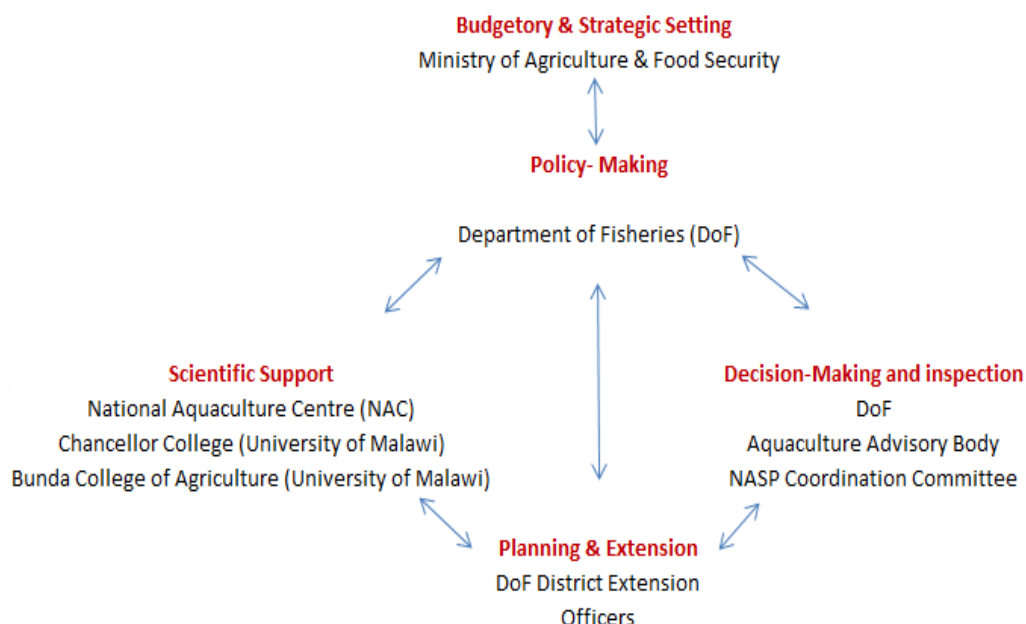 Budgetory & Strategic Setting
Ministry of Agriculture & Food Security
Policy- Making
Department of Fisheries (DoF)
Scientific Support
National Aquaculture Centre (NAC)
Chancellor College (University of Malawi)
Bunda College of Agriculture (University of Malawi)
Decision-Making and inspection
DoF
Aquaculture Advisory Body
NASP Coordination Committee
Planning & Extension
DoF District Extension
Officers